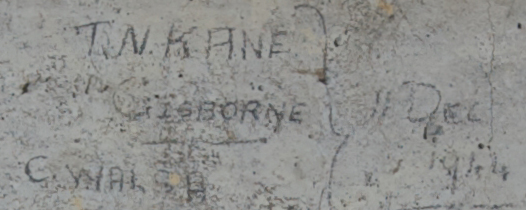 T.N. KANE
GISBORNE
11 DEC
1944
C. WALSH